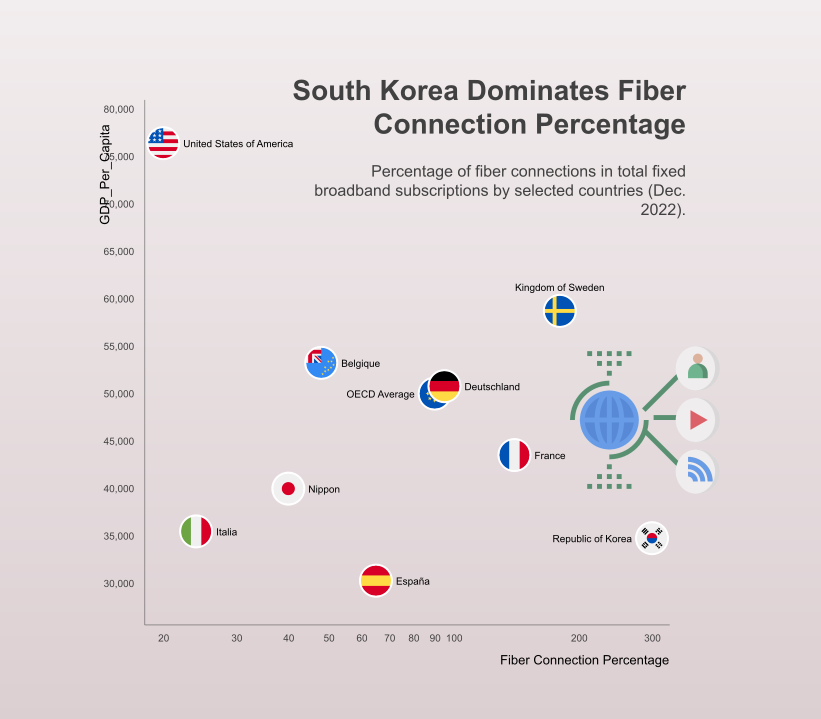 South Korea Dominates Fiber
Connection Percentage
Percentage of fiber connections in total fixed
broadband subscriptions by selected countries (Dec.
2022).
GDP_Per_Capita
80,000
75,000
70,000
65,000
60,000
55,000
50,000
45,000
40,000
35,000
30,000
United States of America
Kingdom of Sweden
Belgique
Deutschland
OECD Average
France
Nippon
Italia
Republic of Korea
España
20 30 40 50 60 70 80 90 100 200 300
Fiber Connection Percentage